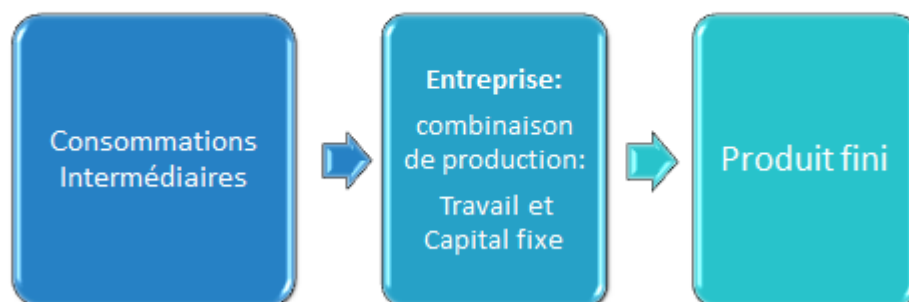 Consommations
Intermédiaires
Entreprise:
combinaison
de production:
Travail et
Capital fixe
Produit fini